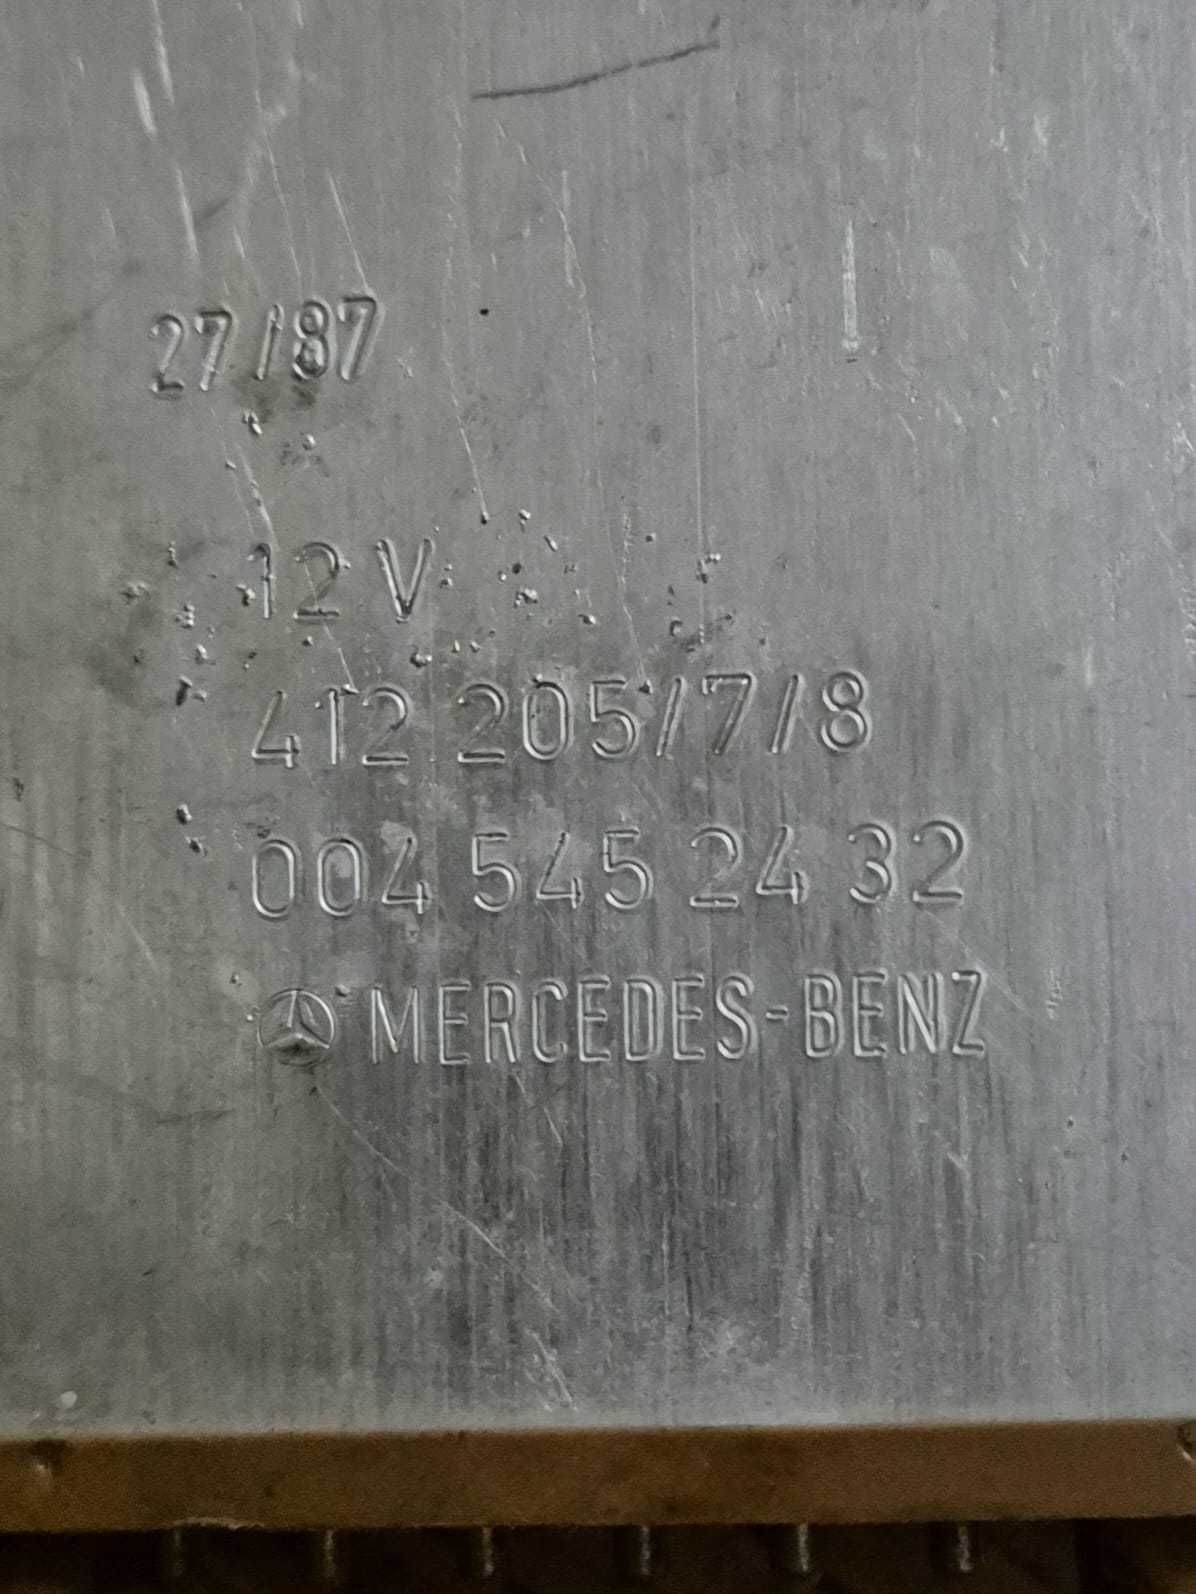 27/87
12 V
412 205/7/8
004 545 24 32
MERCEDES-BENZ